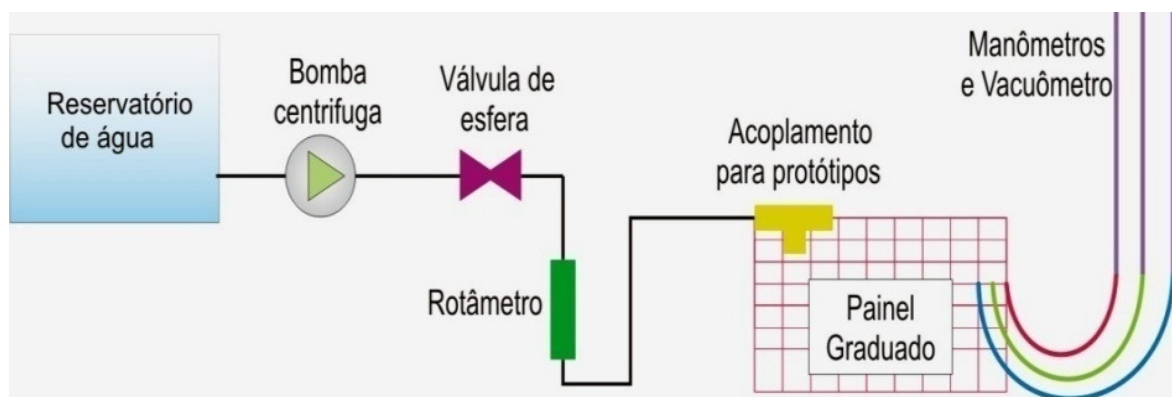 Reservatório
de água
Bomba
centrifuga
Válvula de
esfera
Rotâmetro
Acoplamento
para protótipos
Painel
Graduado
Manômetros
e Vacuômetro